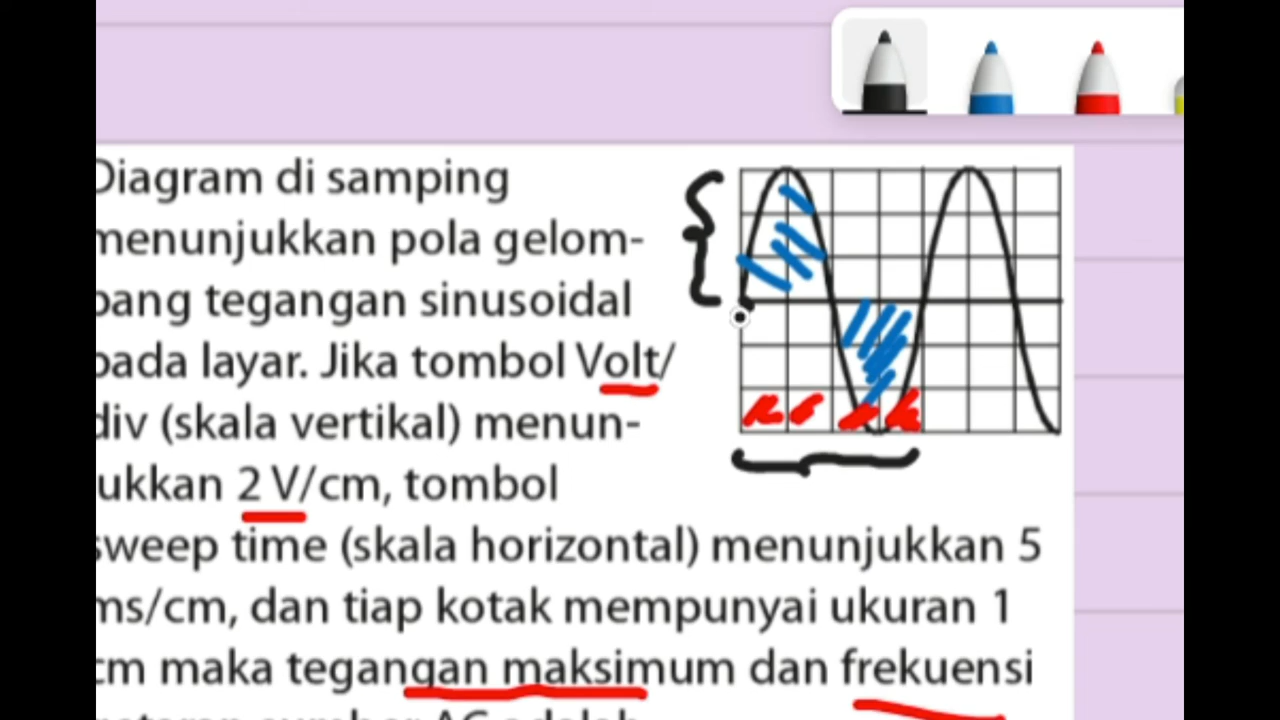 Diagram di samping
menunjukkan pola gelom-
bang tegangan sinusoidal
pada layar. Jika tombol Volt/
div (skala vertikal) menun-
jukkan 2 V/cm, tombol
sweep time (skala horizontal) menunjukkan 5
ms/cm, dan tiap kotak mempunyai ukuran 1
cm maka tegangan maksimum dan frekuensi